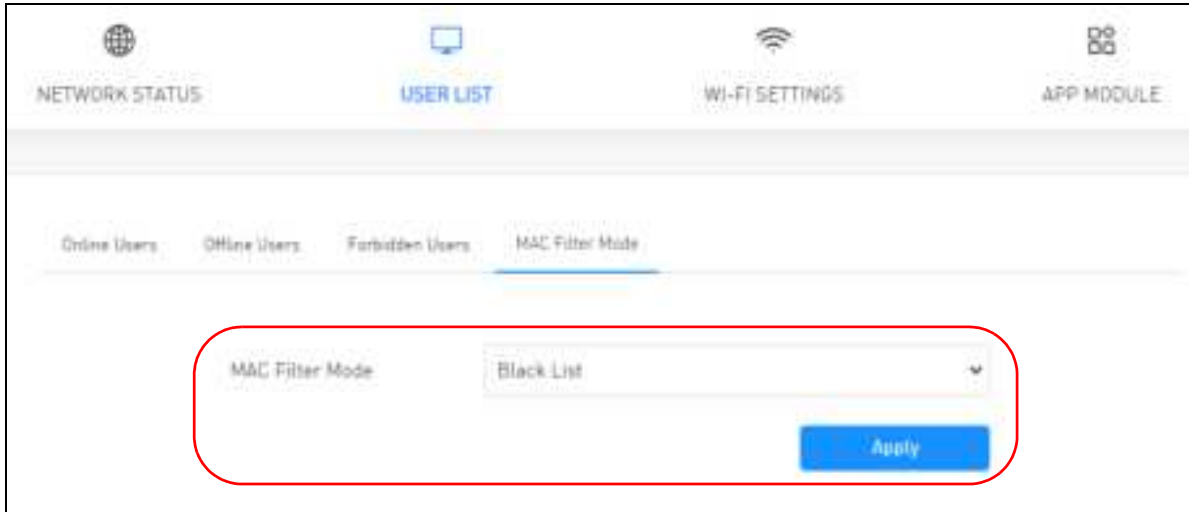 NETWORK STATUS USER LIST WI-FI SETTINGS APP MODULE
Online Users Offline Users Forbidden Users MAC Filter Mode
MAC Filter Mode Black List
Apply